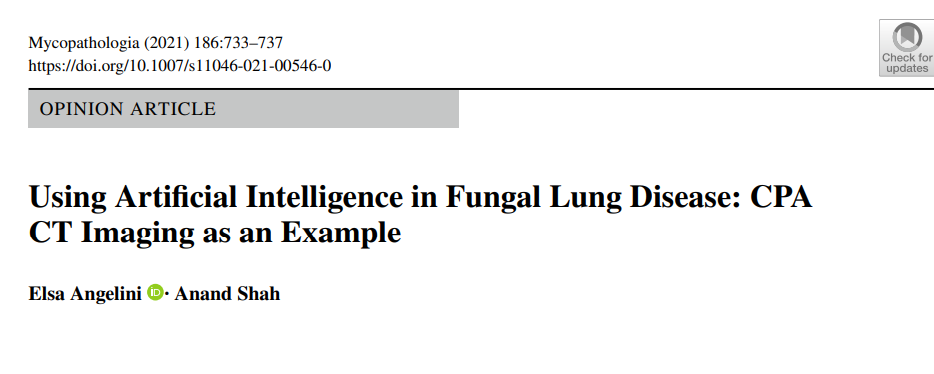 Mycopathologia (2021) 186:733–737
https://doi.org/10.1007/s11046-021-00546-0
Check for
updates
OPINION ARTICLE
Using Artificial Intelligence in Fungal Lung Disease: CPA
CT Imaging as an Example
Elsa Angelini iD · Anand Shah